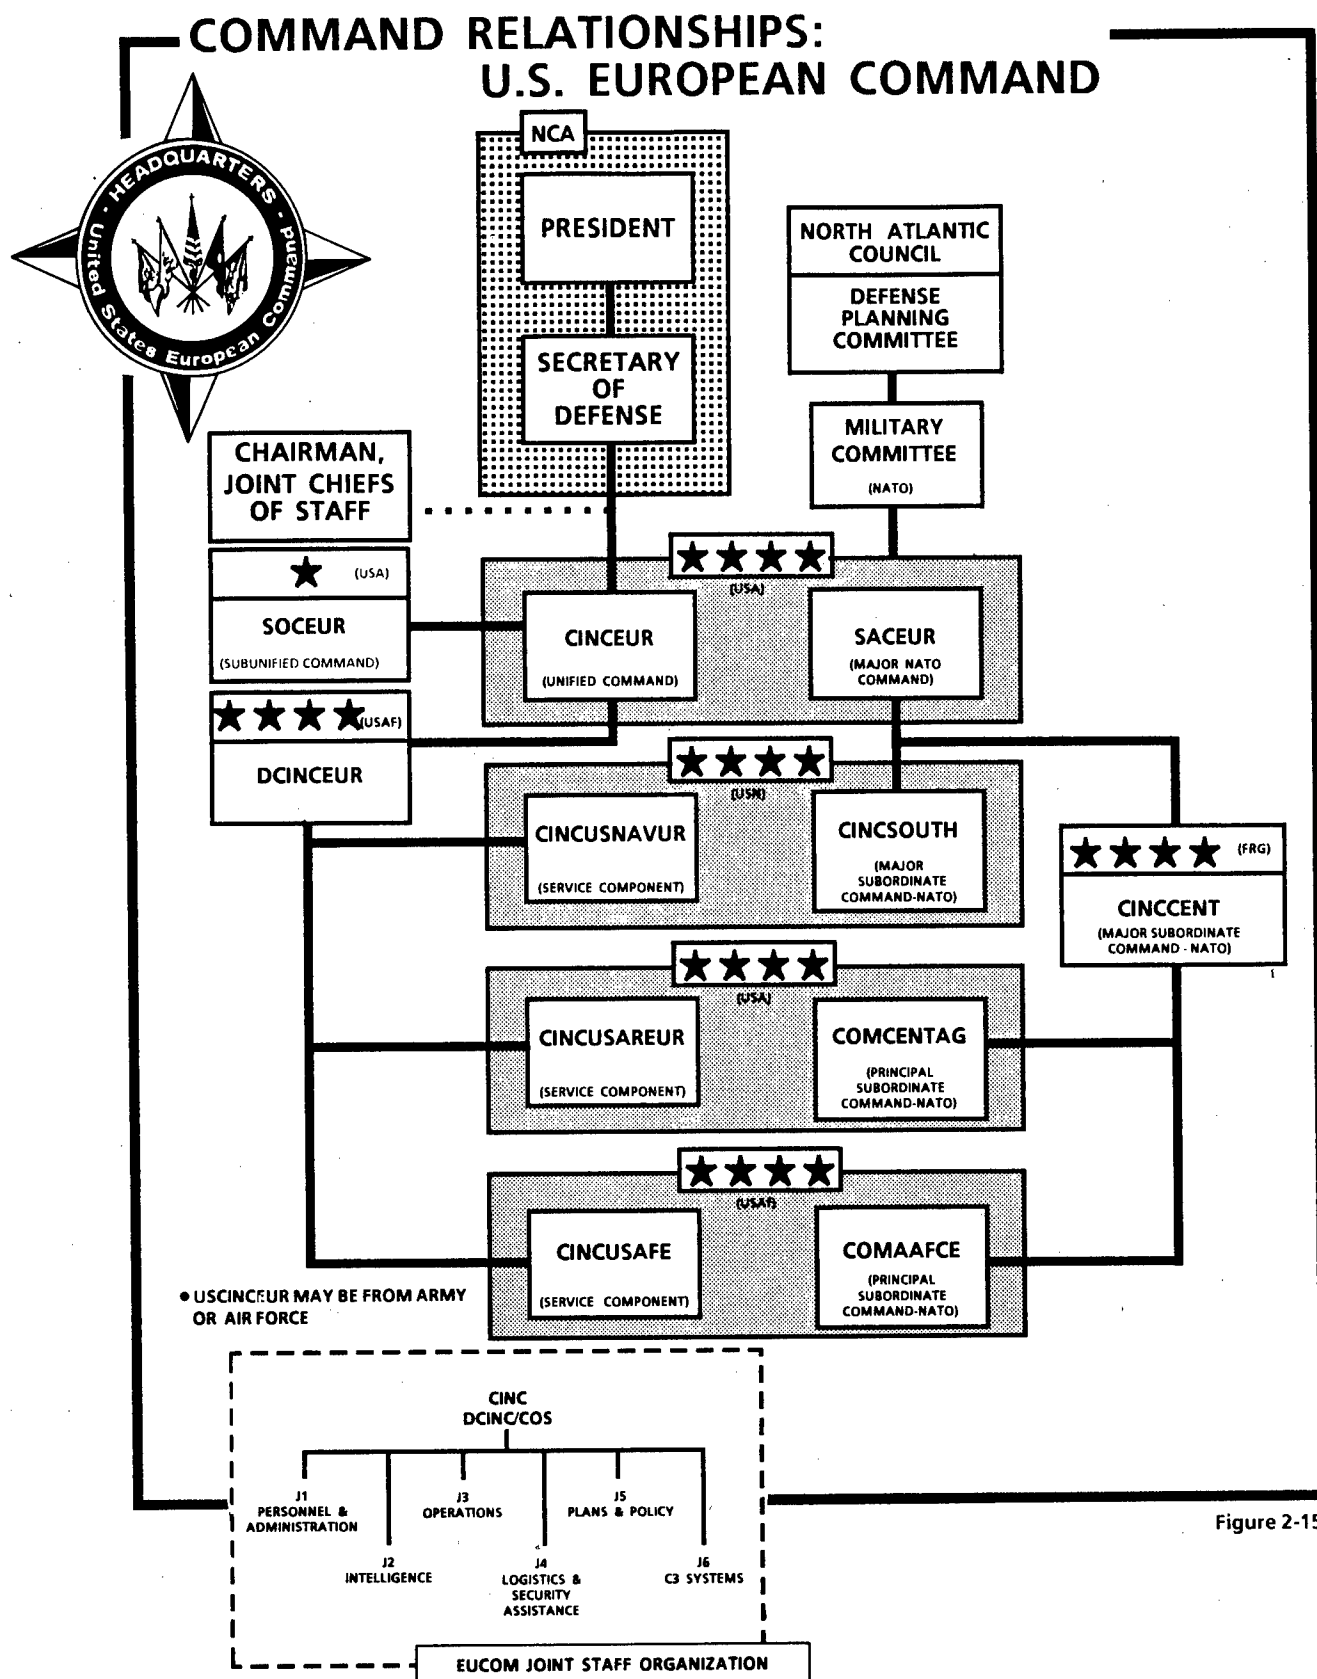 COMMAND RELATIONSHIPS:
U.S. EUROPEAN COMMAND
HEADQUARTERS
United States European Command
NCA
PRESIDENT
SECRETARY
OF
DEFENSE
NORTH ATLANTIC
COUNCIL
DEFENSE
PLANNING
COMMITTEE
MILITARY
COMMITTEE
(NATO)
CHAIRMAN,
JOINT CHIEFS
OF STAFF
(USA)
SOCEUR
(SUBUNIFIED COMMAND)
(USA)
CINCEUR
(UNIFIED COMMAND)
SACEUR
(MAJOR NATO
COMMAND)
(USAF)
DCINCEUR
(USN)
CINCUSNAVUR
(SERVICE COMPONENT)
CINCSOUTH
(MAJOR
SUBORDINATE
COMMAND-NATO)
(FRG)
CINCCENT
(MAJOR SUBORDINATE
COMMAND - NATO)
(USA)
CINCUSAREUR
(SERVICE COMPONENT)
COMCENTAG
(PRINCIPAL
SUBORDINATE
COMMAND-NATO)
(USAF)
CINCUSAFE
(SERVICE COMPONENT)
COMAAFCE
(PRINCIPAL
SUBORDINATE
COMMAND-NATO)
• USCINCEUR MAY BE FROM ARMY
OR AIR FORCE
CINC
DCINC/COS
J1
PERSONNEL &
ADMINISTRATION
J2
INTELLIGENCE
J3
OPERATIONS
J4
LOGISTICS &
SECURITY
ASSISTANCE
J5
PLANS & POLICY
J6
C3 SYSTEMS
EUCOM JOINT STAFF ORGANIZATION
Figure 2-15